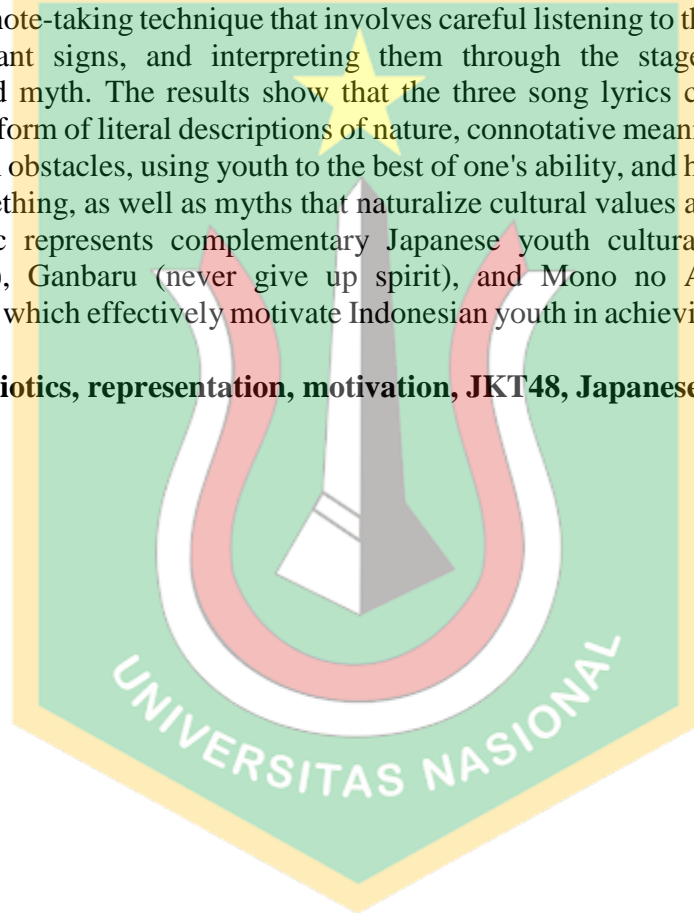 note-taking technique that involves careful listening to th
ant signs, and interpreting them through the stage
d myth. The results show that the three song lyrics c
form of literal descriptions of nature, connotative meani
n obstacles, using youth to the best of one's ability, and h
ething, as well as myths that naturalize cultural values a
c represents complementary Japanese youth cultura
), Ganbaru (never give up spirit), and Mono no A
which effectively motivate Indonesian youth in achievi
iotics, representation, motivation, JKT48, Japanese
UNIVERSITAS NASIONAL